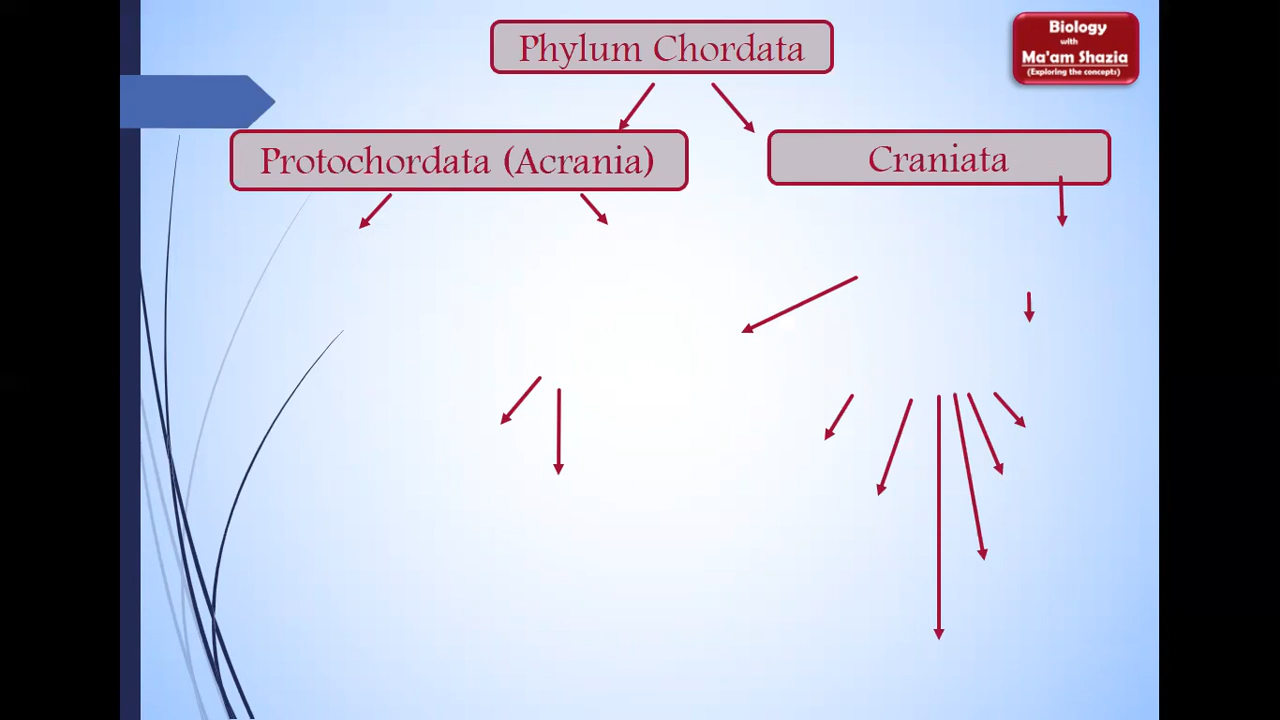 Phylum Chordata
Biology
with
Ma'am Shazia
(Exploring the concepts)
Protochordata (Acrania)
Craniata